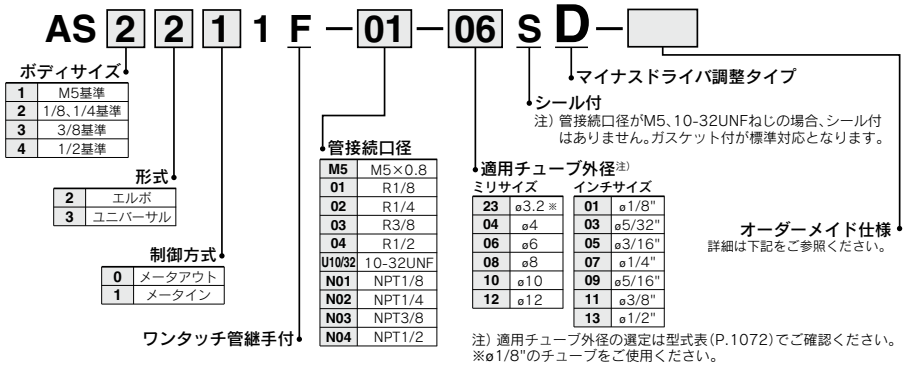 AS 2 2 1 1 F － 01 － 06 S D －
ボディサイズ
1 M5基準
2 1/8、1/4基準
3 3/8基準
4 1/2基準
形式
2 エルボ
3 ユニバーサル
制御方式
0 メータアウト
1 メータイン
ワンタッチ管継手付
管接続口径
M5 M5×0.8
01 R1/8
02 R1/4
03 R3/8
04 R1/2
U10/32 10-32UNF
N01 NPT1/8
N02 NPT1/4
N03 NPT3/8
N04 NPT1/2
マイナスドライバ調整タイプ
シール付
注) 管接続口径がM5、10-32UNFねじの場合、シール付
はありません。ガスケット付が標準対応となります。
適用チューブ外径注)
ミリサイズ
23 ø3.2 ※
04 ø4
06 ø6
08 ø8
10 ø10
12 ø12
インチサイズ
01 ø1/8"
03 ø5/32"
05 ø3/16"
07 ø1/4"
09 ø5/16"
11 ø3/8"
13 ø1/2"
注) 適用チューブ外径の選定は型式表(P.1072)でご確認ください。
※ø1/8"のチューブをご使用ください。
オーダーメイド仕様
詳細は下記をご参照ください。